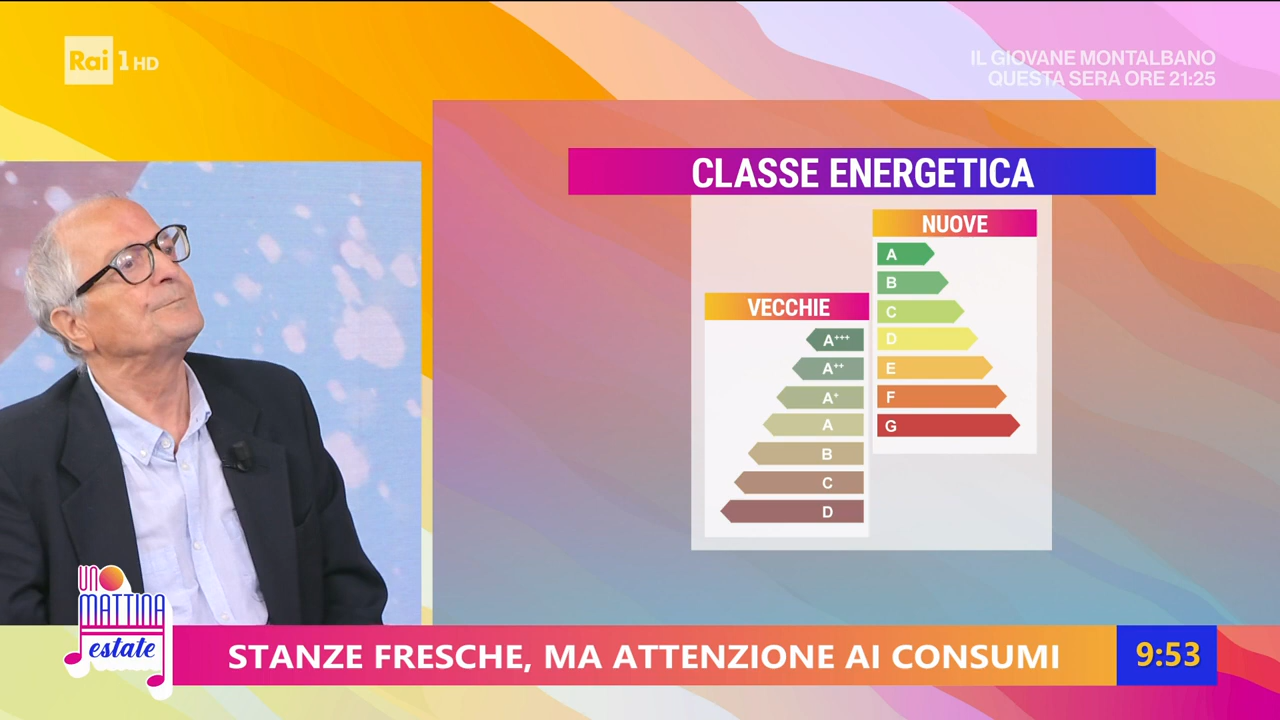 Rai 1 HD
IL GIOVANE MONTALBANO
QUESTA SERA ORE 21:25
CLASSE ENERGETICA
NUOVE
A
B
C
D
E
F
G
VECCHIE
A+++
A++
A+
A
B
C
D
UNO
MATTINA
estate
STANZE FRESCHE, MA ATTENZIONE AI CONSUMI
9:53